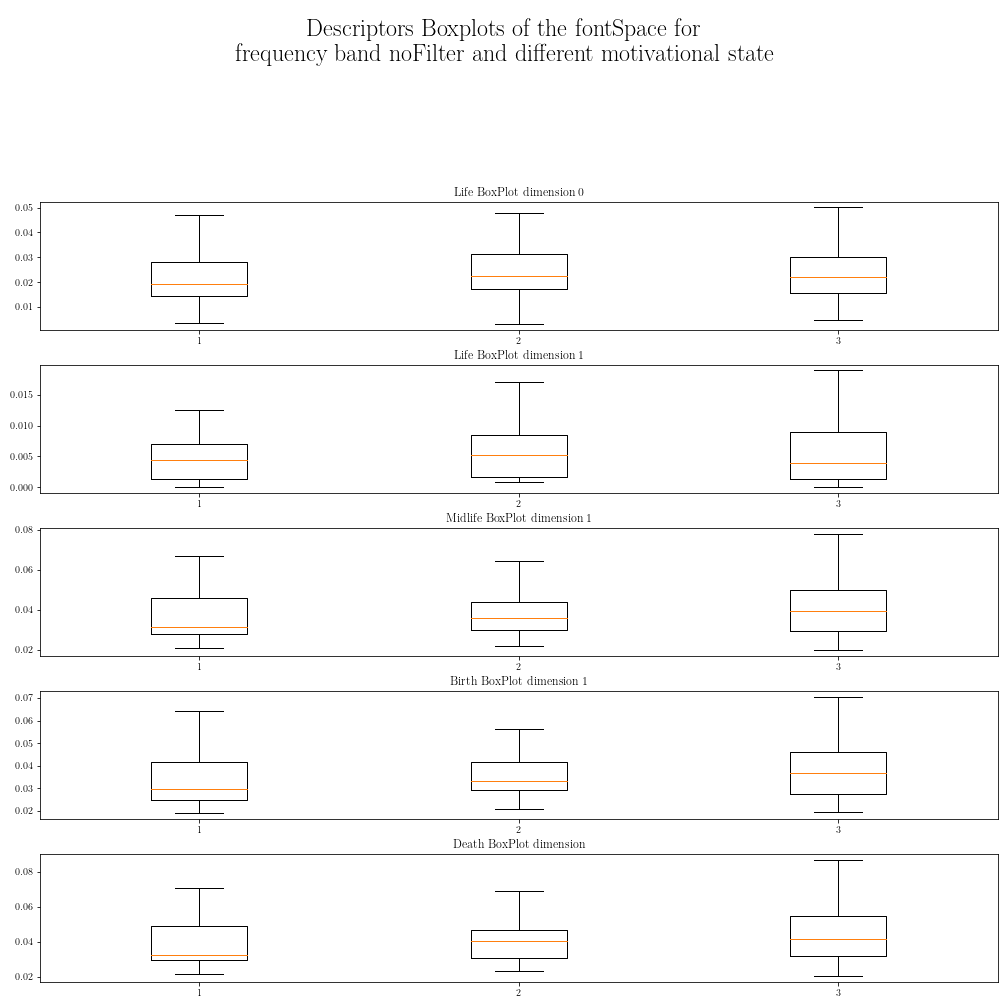 Descriptors Boxplots of the fontSpace for
frequency band noFilter and different motivational state
Life BoxPlot dimension 0
0.05
0.04
0.03
0.02
0.01
1 2 3
Life BoxPlot dimension 1
0.015
0.010
0.005
0.000
1 2 3
Midlife BoxPlot dimension 1
0.08
0.06
0.04
0.02
1 2 3
Birth BoxPlot dimension 1
0.07
0.06
0.05
0.04
0.03
0.02
1 2 3
Death BoxPlot dimension
0.08
0.06
0.04
0.02
1 2 3